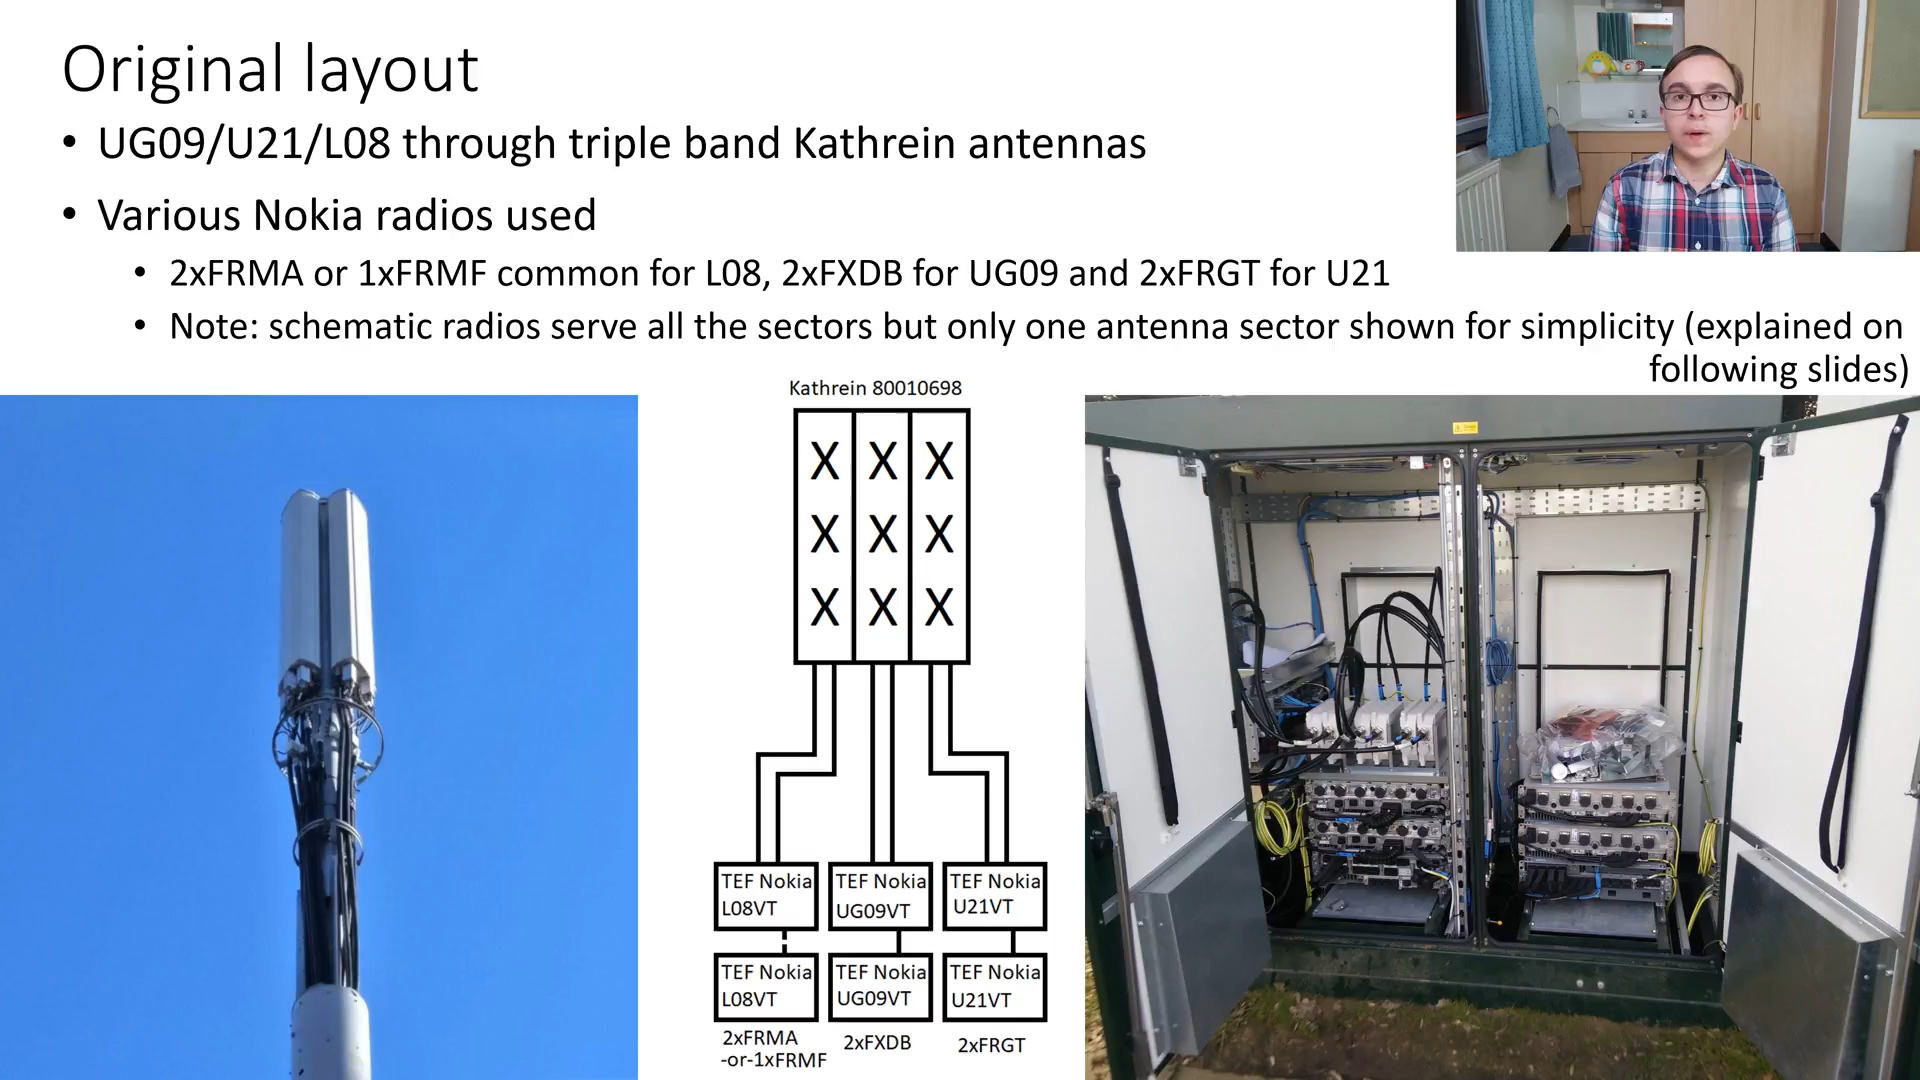 Original layout
• UG09/U21/L08 through triple band Kathrein antennas
• Various Nokia radios used
• 2xFRMA or 1xFRMF common for L08, 2xFXDB for UG09 and 2xFRGT for U21
• Note: schematic radios serve all the sectors but only one antenna sector shown for simplicity (explained on
following slides)
Kathrein 80010698
X X X
X X X
X X X
TEF Nokia
L08VT
TEF Nokia
UG09VT
TEF Nokia
U21VT
TEF Nokia
L08VT
TEF Nokia
UG09VT
TEF Nokia
U21VT
2xFRMA
-or-1xFRMF
2xFXDB
2xFRGT